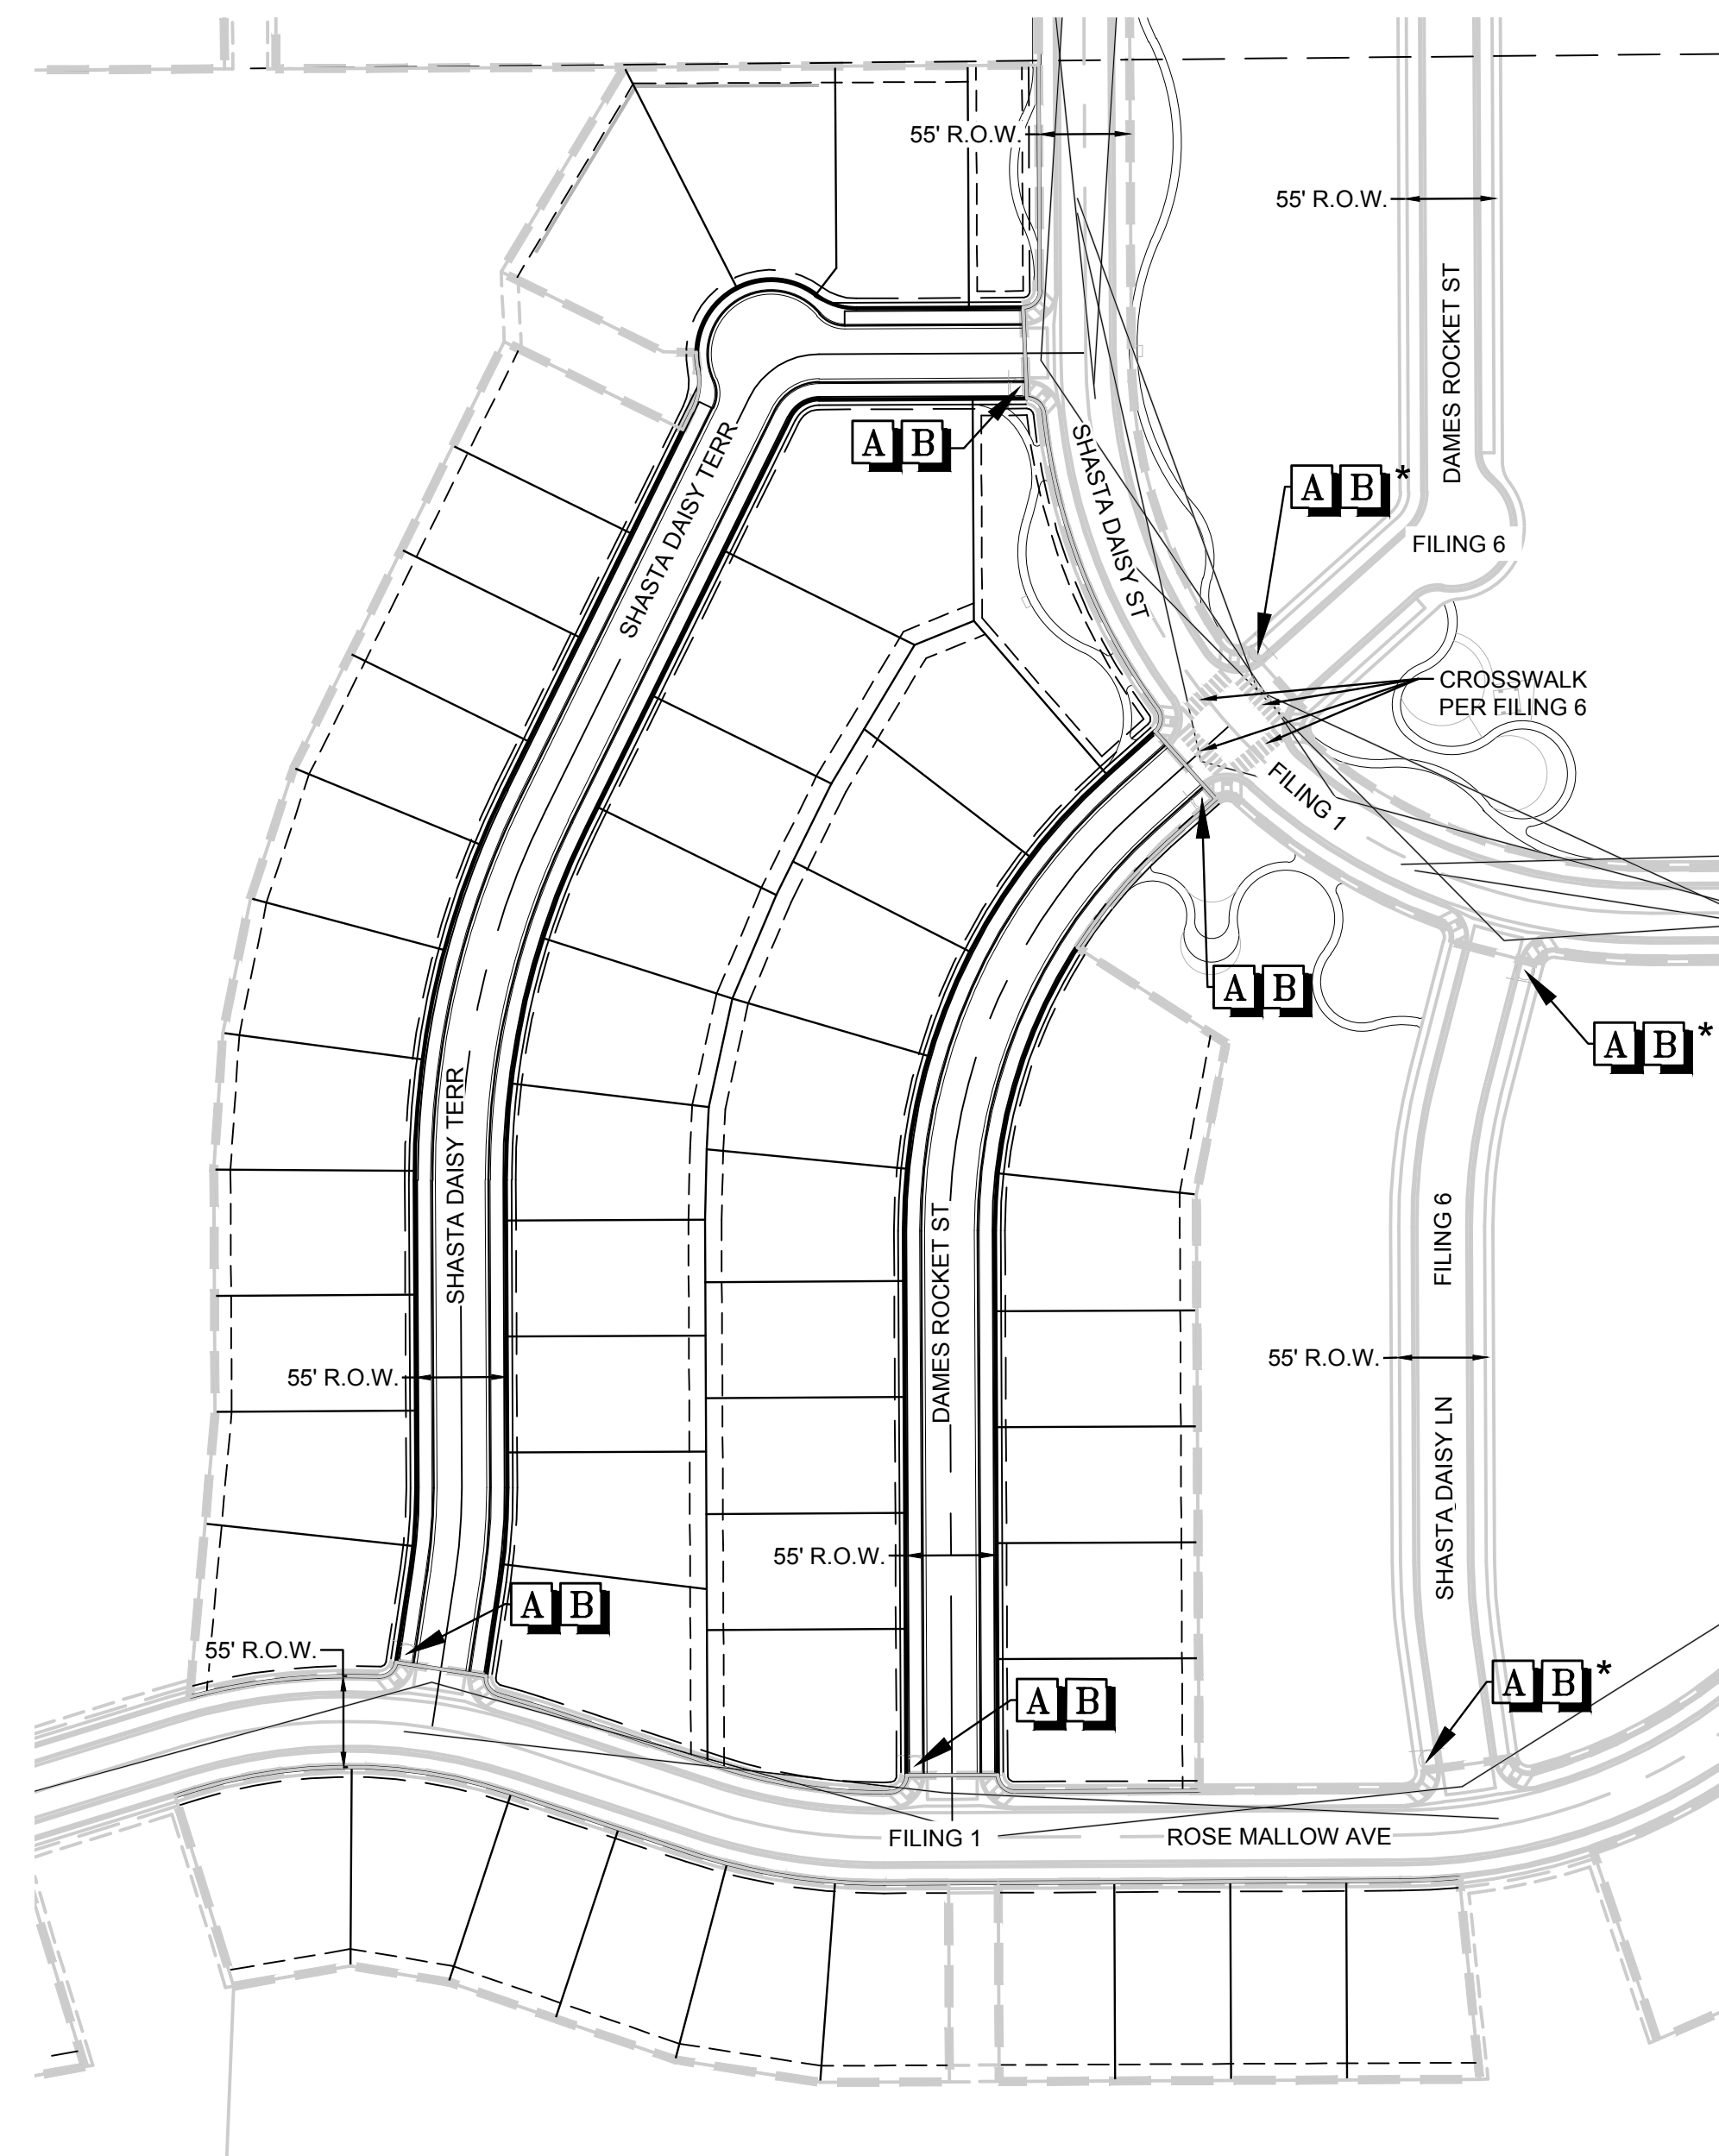 55' R.O.W.
55' R.O.W.
DAMES ROCKET ST
SHASTA DAISY TERR
A B
SHASTA DAISY ST
A B *
FILING 6
CROSSWALK
PER FILING 6
FILING 1
A B
A B *
SHASTA DAISY TERR
DAMES ROCKET ST
FILING 6
55' R.O.W.
55' R.O.W.
SHASTA DAISY LN
55' R.O.W.
A B
55' R.O.W.
A B
A B *
FILING 1
ROSE MALLOW AVE